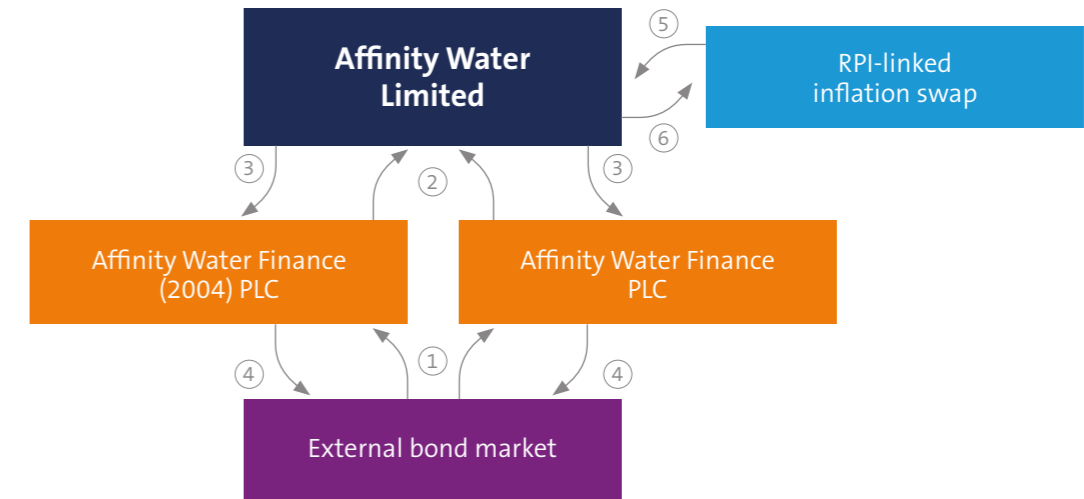 Affinity Water
Limited
RPI-linked
inflation swap
5
6
3
2
3
Affinity Water Finance
(2004) PLC
Affinity Water Finance
PLC
4
1
4
External bond market